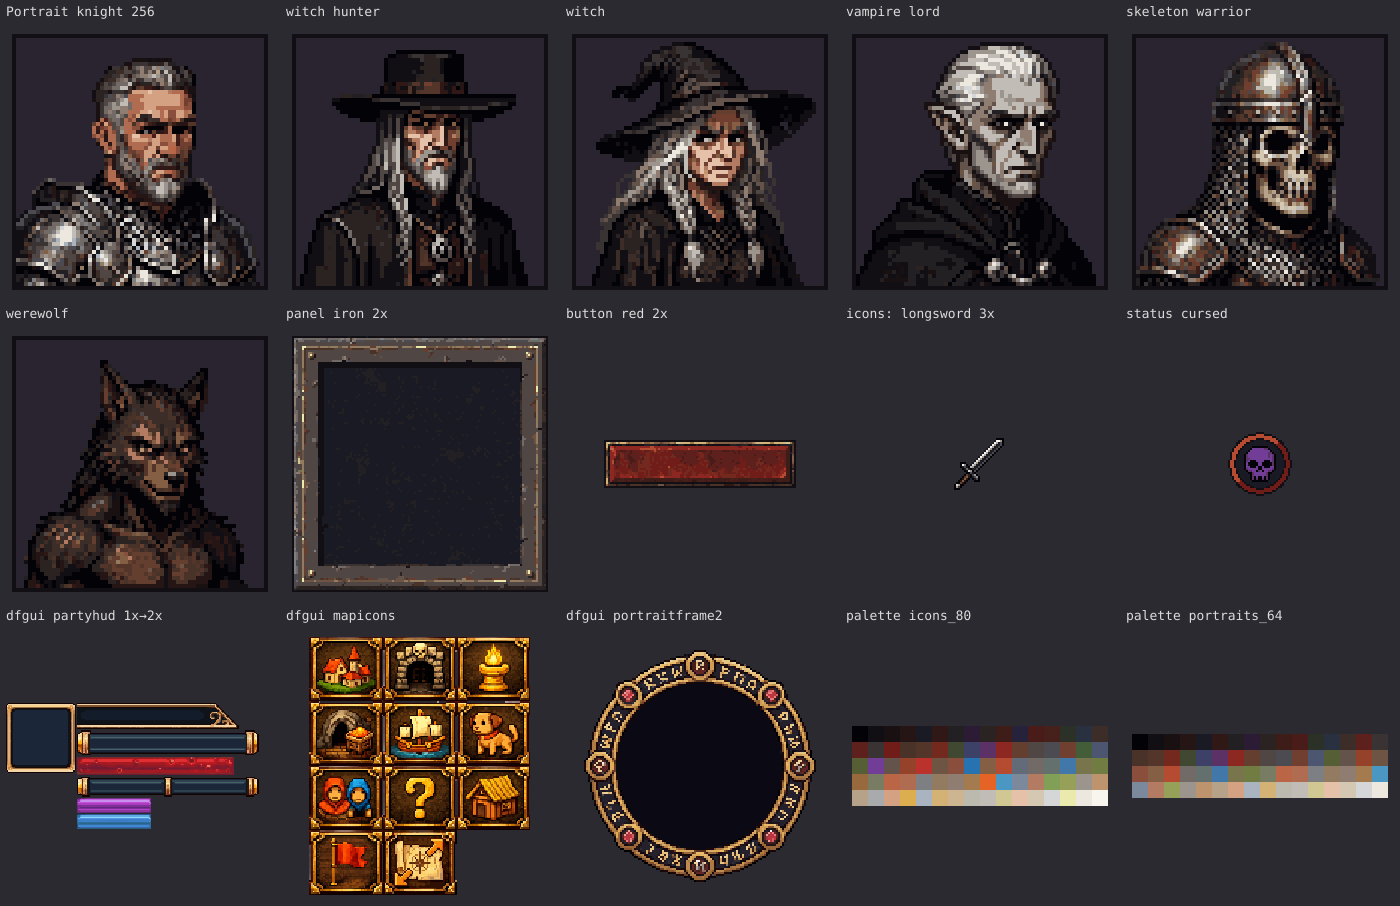 Portrait knight 256
witch hunter
witch
vampire lord
skeleton warrior
werewolf
panel iron 2x
button red 2x
icons: longsword 3x
status cursed
dfgui partyhud 1x→2x
dfgui mapicons
dfgui portraitframe2
palette icons_80
palette portraits_64
?